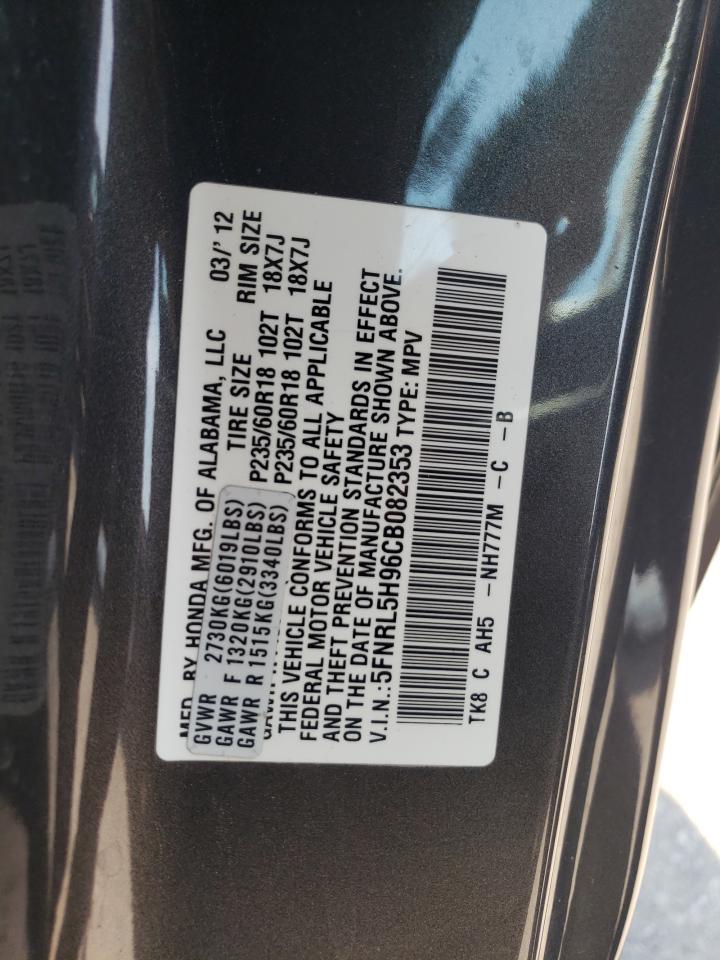 MFD. BY HONDA MFG. OF ALABAMA, LLC 03/'12
TIRE SIZE RIM SIZE
GVWR 2730KG(6019LBS)
GAWR F 1320KG(2910LBS) P235/60R18 102T 18X7J
GAWR R 1515KG(3340LBS) P235/60R18 102T 18X7J
THIS VEHICLE CONFORMS TO ALL APPLICABLE
FEDERAL MOTOR VEHICLE SAFETY
AND THEFT PREVENTION STANDARDS IN EFFECT
ON THE DATE OF MANUFACTURE SHOWN ABOVE.
V.I.N.:5FNRL5H96CB082353 TYPE: MPV
TK8 C AH5 -NH777M -C -B